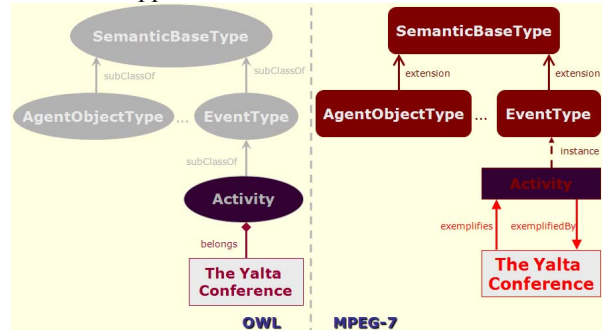 SemanticBaseType
subClassOf
subClassOf
AgentObjectType ... EventType
subClassOf
Activity
belongs
The Yalta
Conference
OWL
SemanticBaseType
extension
extension
AgentObjectType ... EventType
instance
Activity
exemplifies
exemplifiedBy
The Yalta
Conference
MPEG-7